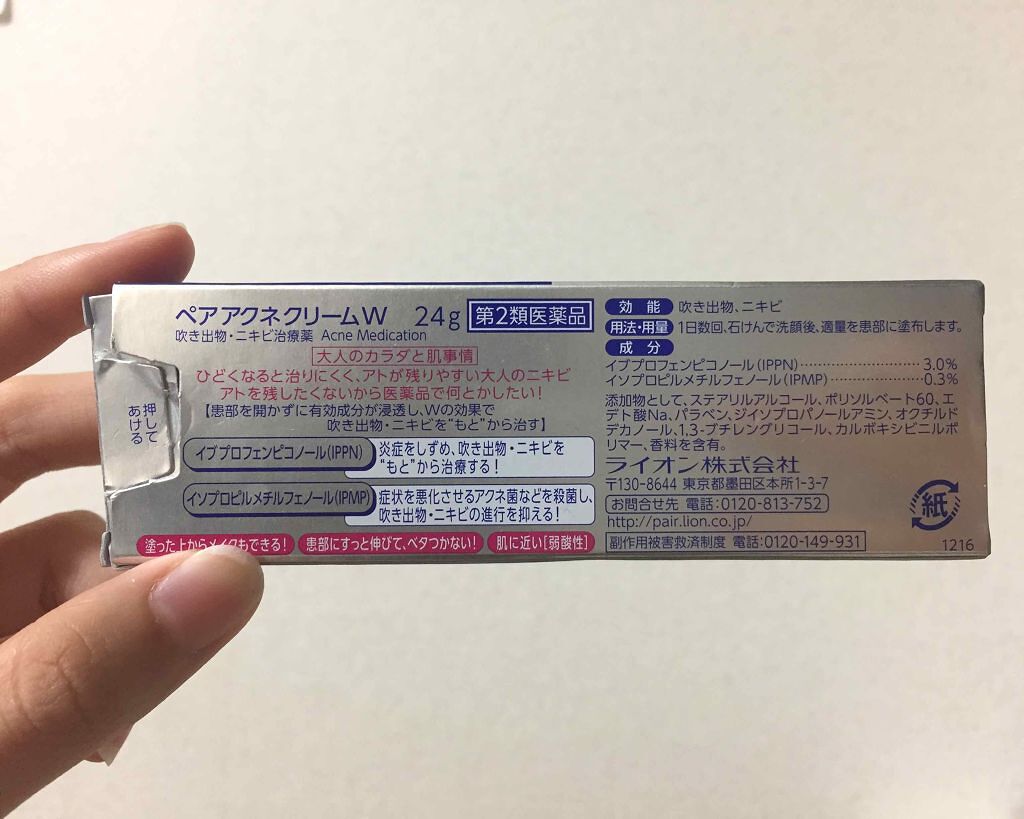 ペアアクネクリームW 24g 第2類医薬品
吹き出物・ニキビ治療薬 Acne Medication
大人のカラダと肌事情
ひどくなると治りにくく、アトが残りやすい大人のニキビ
アトを残したくないから医薬品で何とかしたい!
【患部を開かずに有効成分が浸透し、Wの効果で
吹き出物・ニキビを“もと”から治す】
イブプロフェンピコノール(IPPN)
炎症をしずめ、吹き出物・ニキビを
“もと”から治療する!
イソプロピルメチルフェノール(IPMP)
症状を悪化させるアクネ菌などを殺菌し、
吹き出物・ニキビの進行を抑える!
塗った上からメイクもできる! 患部にすっと伸びて、ベタつかない! 肌に近い[弱酸性]
押して
あける
効能 吹き出物、ニキビ
用法・用量 1日数回、石けんで洗顔後、適量を患部に塗布します。
成分
イブプロフェンピコノール(IPPN)……………3.0%
イソプロピルメチルフェノール(IPMP)…………0.3%
添加物として、ステアリルアルコール、ポリソルベート60、エ
デト酸Na、パラベン、ジイソプロパノールアミン、オクチルド
デカノール、1,3-ブチレングリコール、カルボキシビニルポ
リマー、香料を含有。
ライオン株式会社
〒130-8644 東京都墨田区本所1-3-7
お問合せ先 電話:0120-813-752
http://pair.lion.co.jp/
副作用被害救済制度 電話:0120-149-931
紙
1216